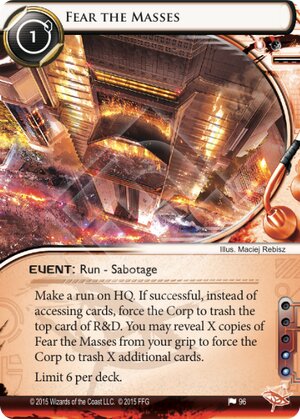 FEAR THE MASSES
1
Illus. Maciej Rebisz
EVENT: Run - Sabotage
Make a run on HQ. If successful, instead of
accessing cards, force the Corp to trash the
top card of R&D. You may reveal X copies of
Fear the Masses from your grip to force the
Corp to trash X additional cards.
Limit 6 per deck.
© 2015 Wizards of the Coast LLC. © 2015 FFG
96